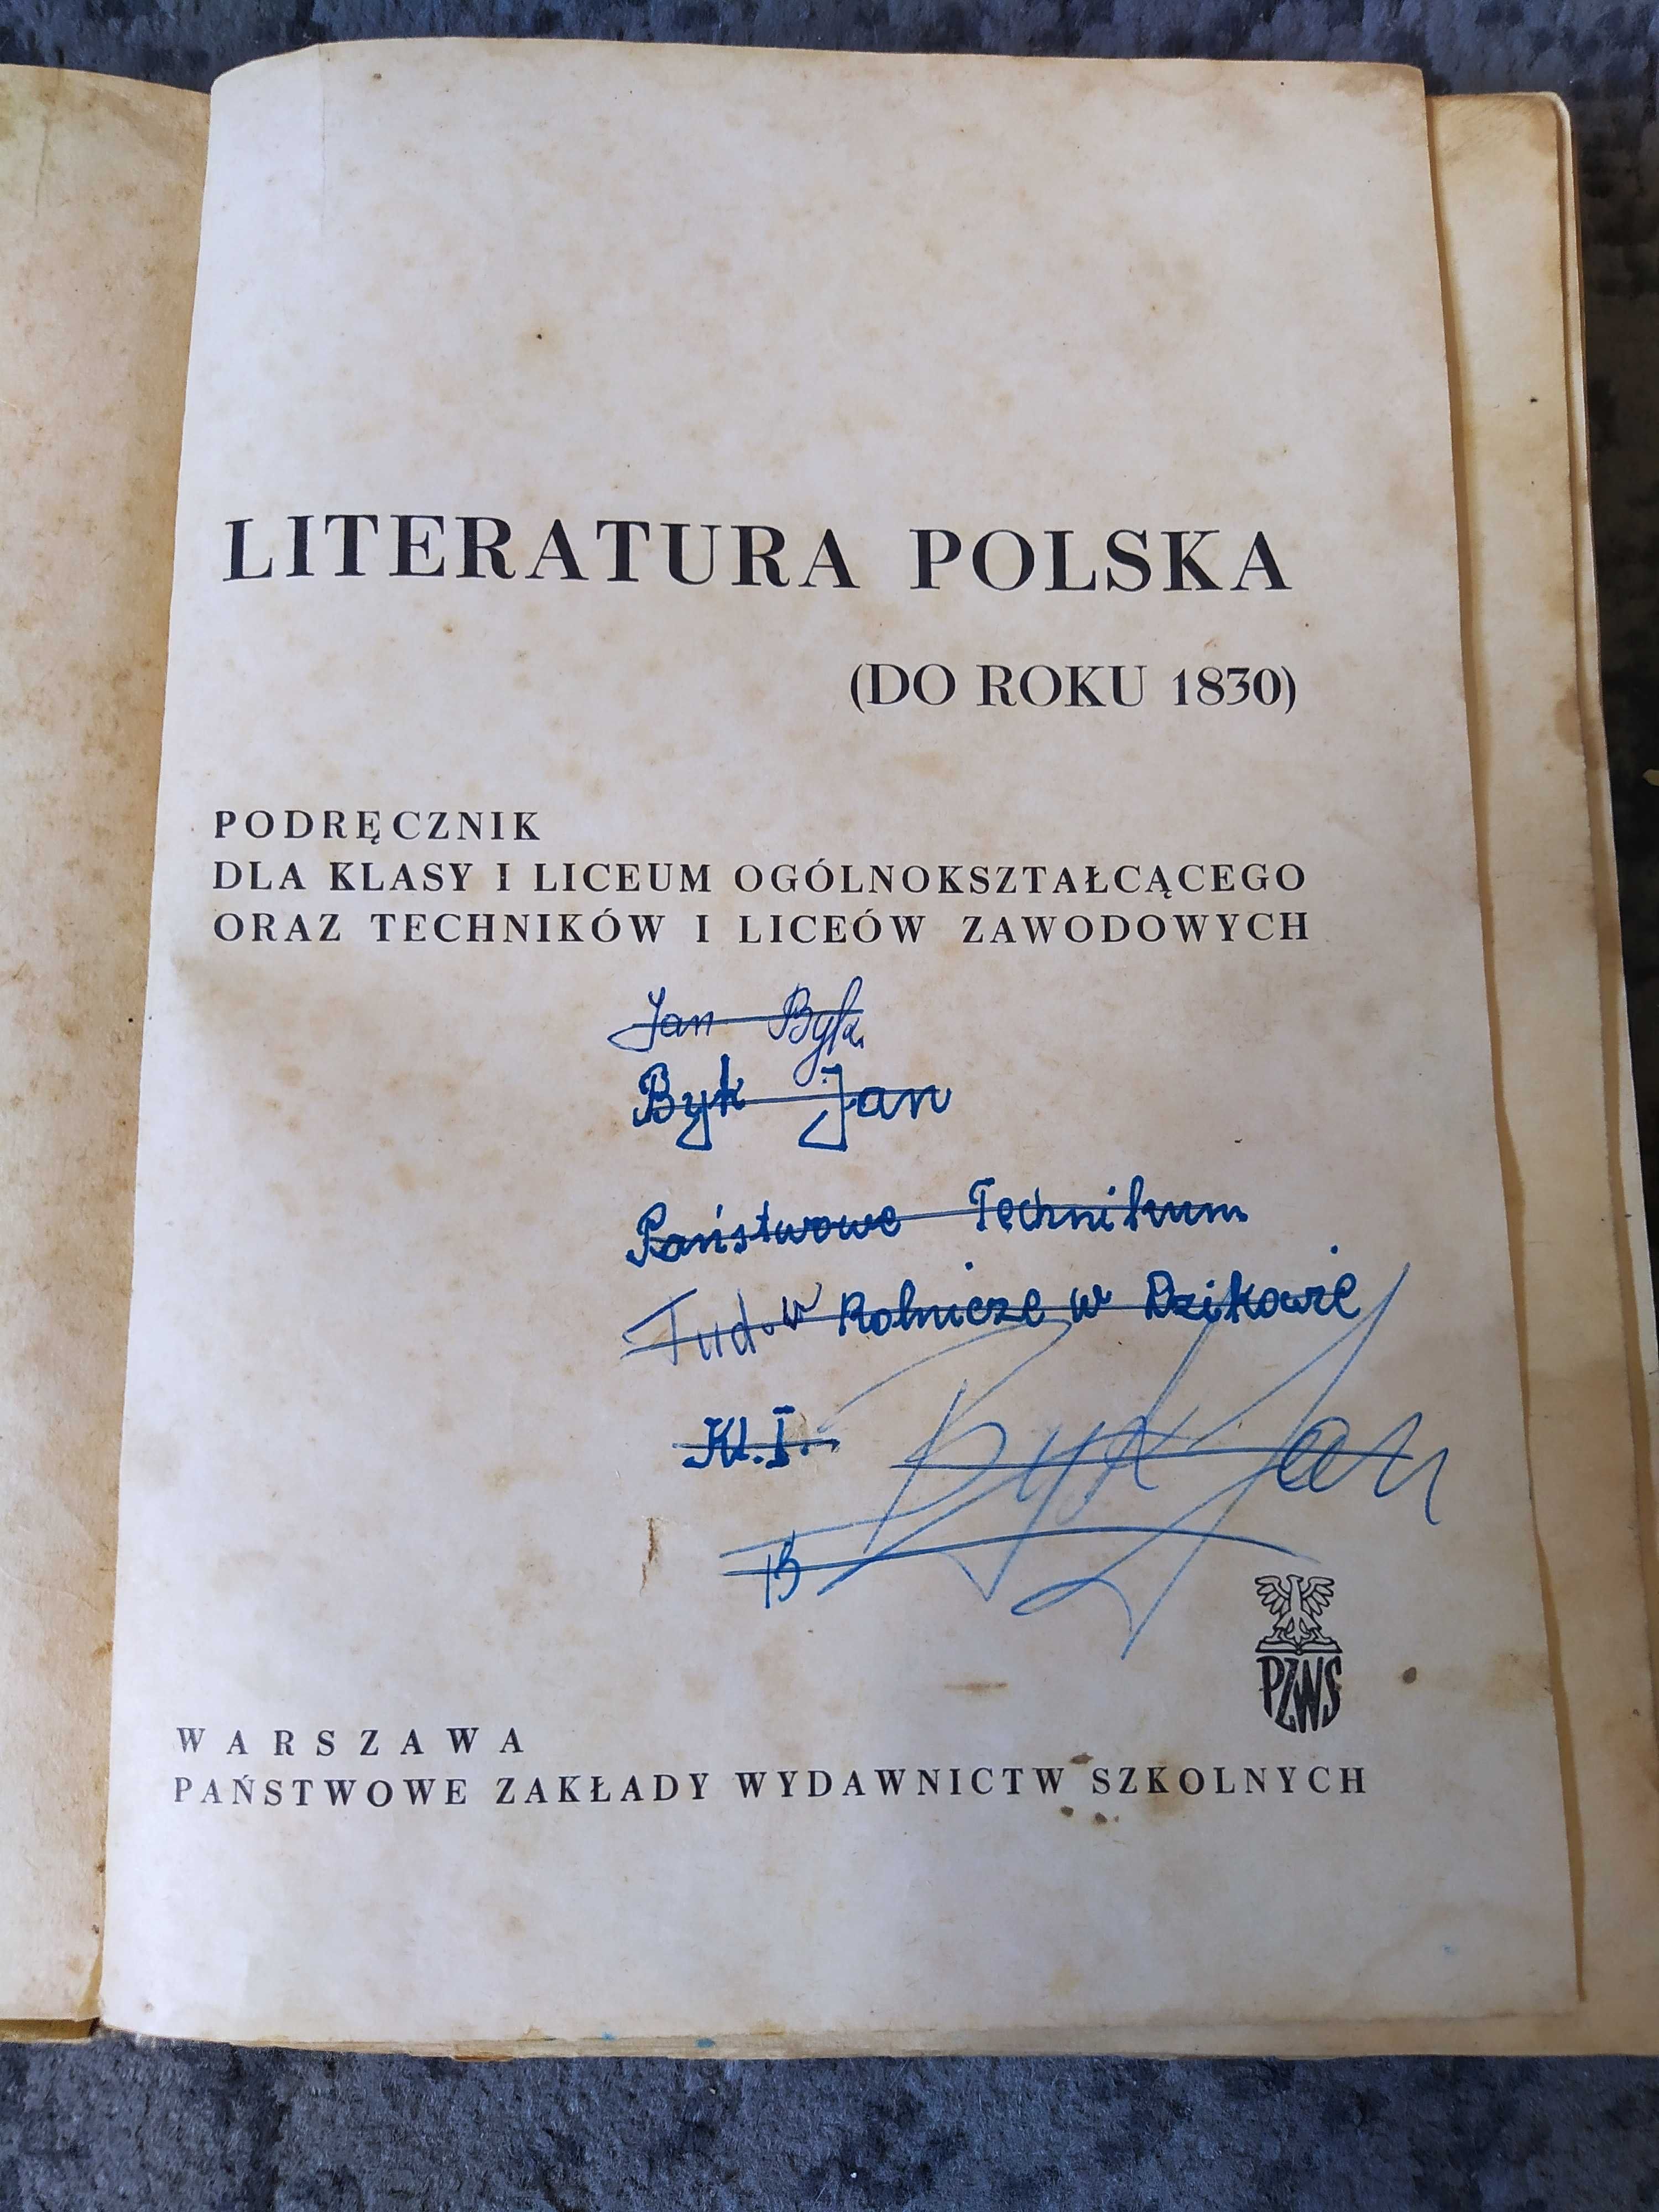 LITERATURA POLSKA
(DO ROKU 1830)
PODRĘCZNIK
DLA KLASY I LICEUM OGÓLNOKSZTAŁCĄCEGO
ORAZ TECHNIKÓW I LICEÓW ZAWODOWYCH
Jan Byk
Byk Jan
Państwowe Technikum
Rolnicze w Dzikowie
Kl. I.
Byk Jan
B
PZWS
WARSZAWA
PAŃSTWOWE ZAKŁADY WYDAWNICTW SZKOLNYCH